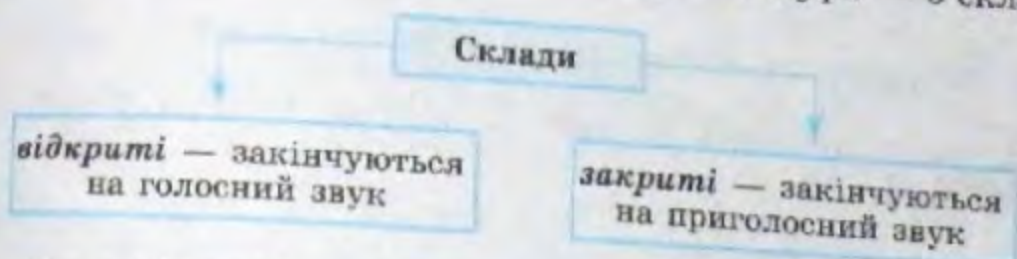 Склади
відкриті — закінчуються
на голосний звук
закриті — закінчуються
на приголосний звук